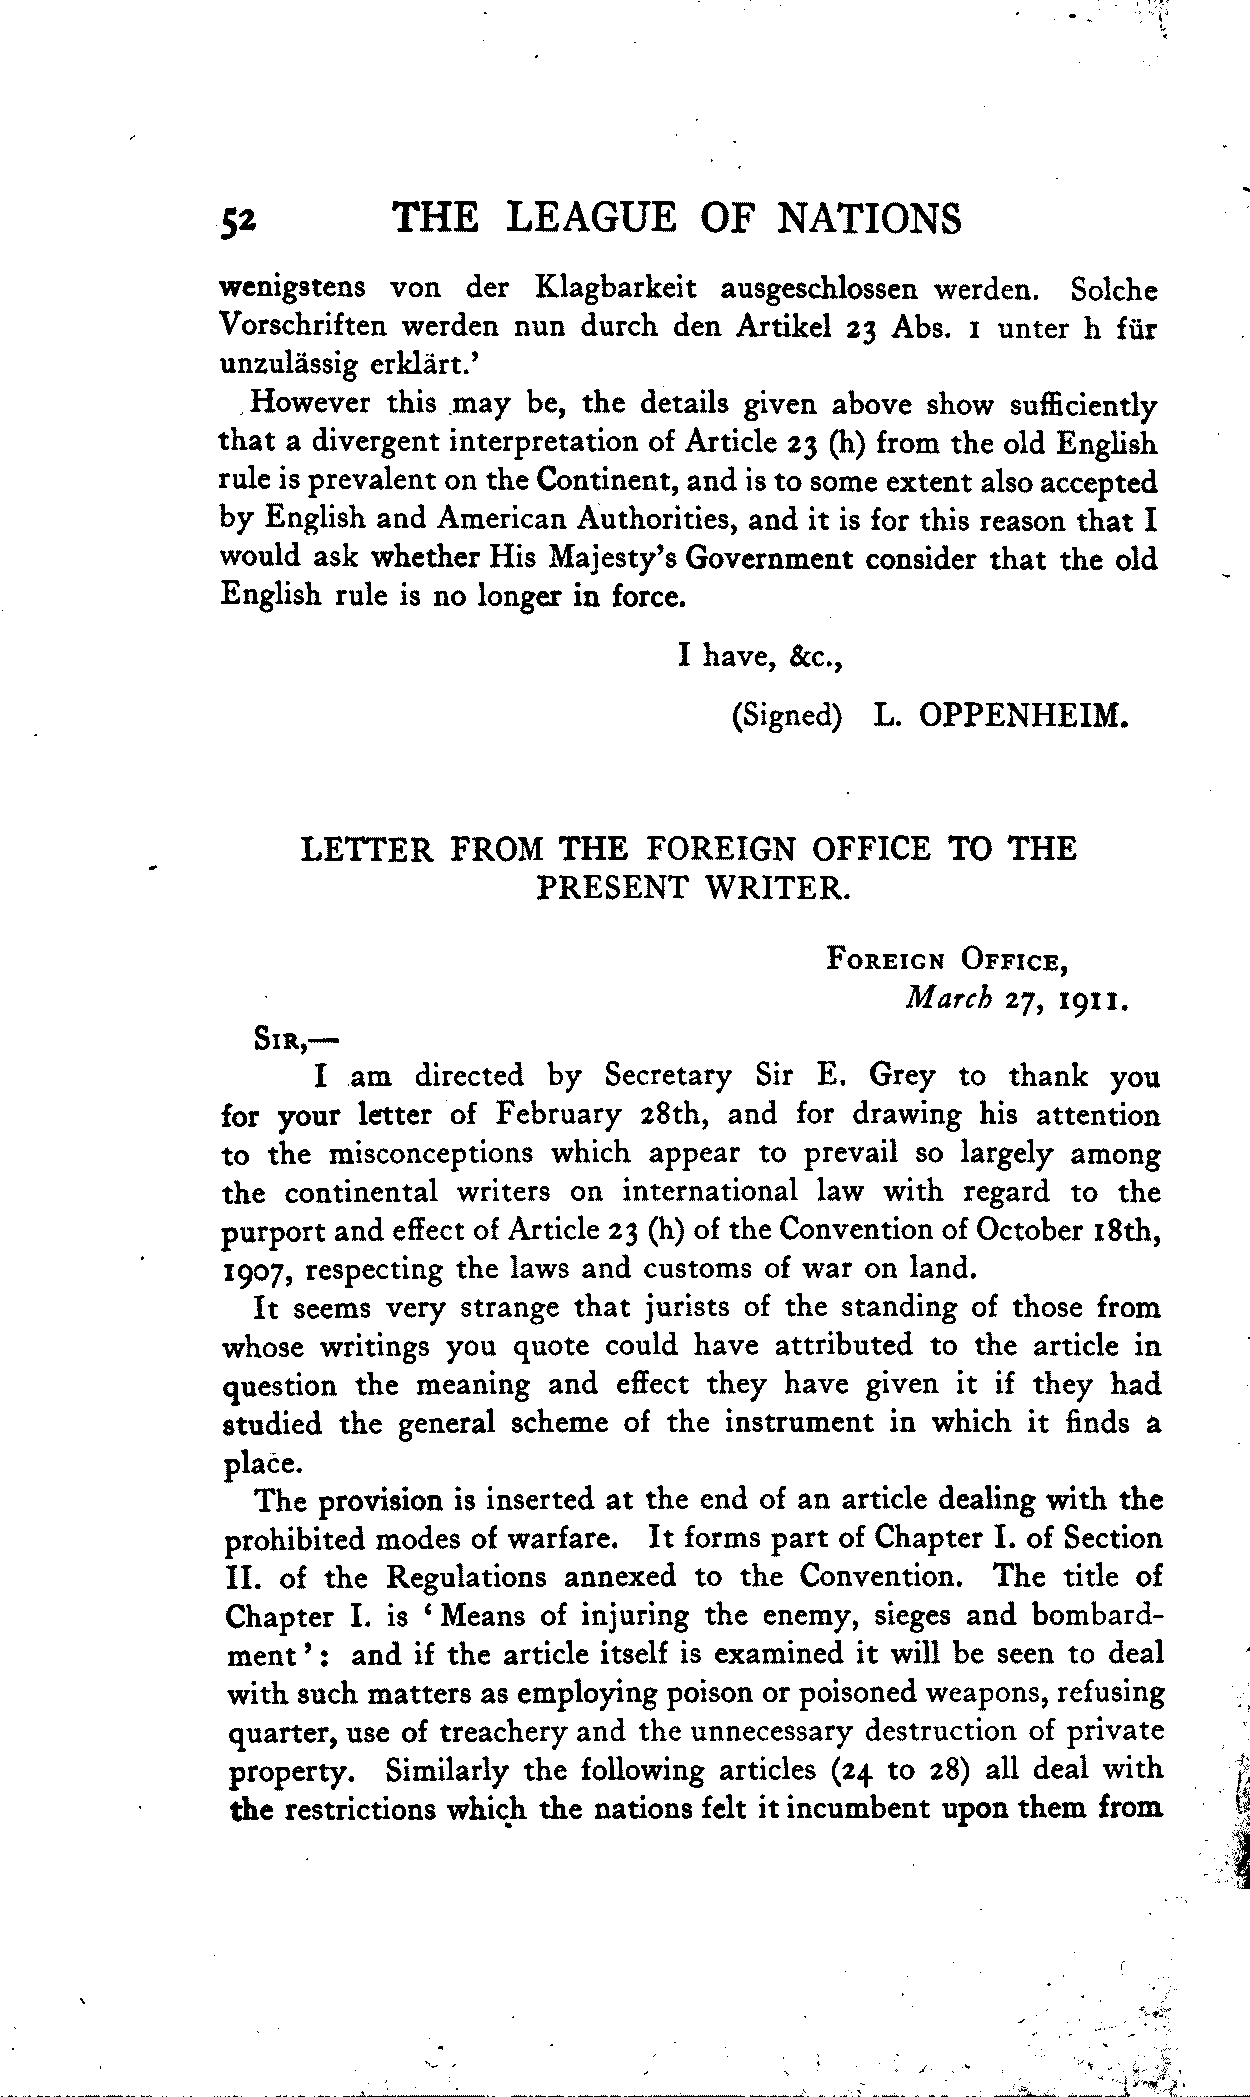 52 THE LEAGUE OF NATIONS
wenigstens von der Klagbarkeit ausgeschlossen werden. Solche
Vorschriften werden nun durch den Artikel 23 Abs. 1 unter h für
unzulässig erklärt.’
However this may be, the details given above show sufficiently
that a divergent interpretation of Article 23 (h) from the old English
rule is prevalent on the Continent, and is to some extent also accepted
by English and American Authorities, and it is for this reason that I
would ask whether His Majesty’s Government consider that the old
English rule is no longer in force.
I have, &c.,
(Signed) L. OPPENHEIM.
LETTER FROM THE FOREIGN OFFICE TO THE
PRESENT WRITER.
FOREIGN OFFICE,
March 27, 1911.
SIR,—
I am directed by Secretary Sir E. Grey to thank you
for your letter of February 28th, and for drawing his attention
to the misconceptions which appear to prevail so largely among
the continental writers on international law with regard to the
purport and effect of Article 23 (h) of the Convention of October 18th,
1907, respecting the laws and customs of war on land.
It seems very strange that jurists of the standing of those from
whose writings you quote could have attributed to the article in
question the meaning and effect they have given it if they had
studied the general scheme of the instrument in which it finds a
place.
The provision is inserted at the end of an article dealing with the
prohibited modes of warfare. It forms part of Chapter I. of Section
II. of the Regulations annexed to the Convention. The title of
Chapter I. is ‘Means of injuring the enemy, sieges and bombard-
ment’: and if the article itself is examined it will be seen to deal
with such matters as employing poison or poisoned weapons, refusing
quarter, use of treachery and the unnecessary destruction of private
property. Similarly the following articles (24 to 28) all deal with
the restrictions which the nations felt it incumbent upon them from